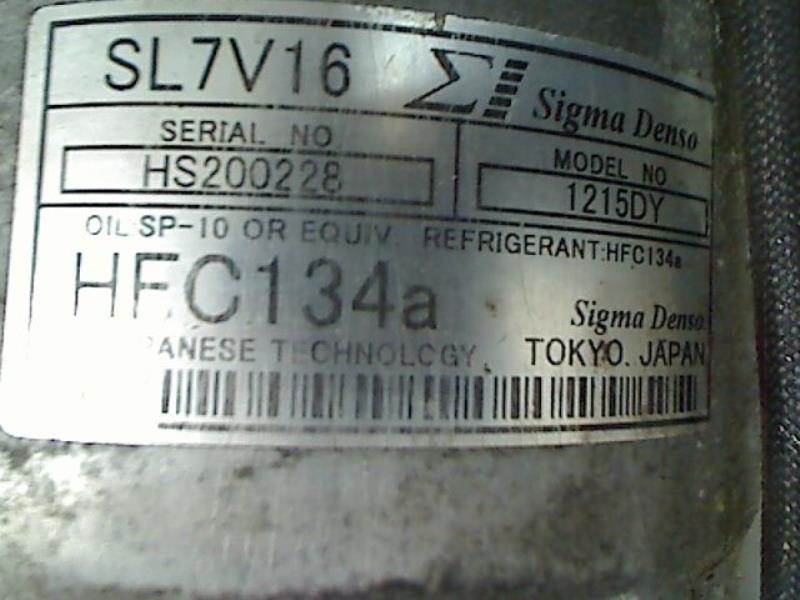 SL7V16 ΣI Sigma Denso
SERIAL NO
HS200228
MODEL NO
1215DY
OIL:SP-10 OR EQUIV. REFRIGERANT:HFC134a
HFC134a
Sigma Denso
TECHNOLOGY. TOKYO. JAPAN